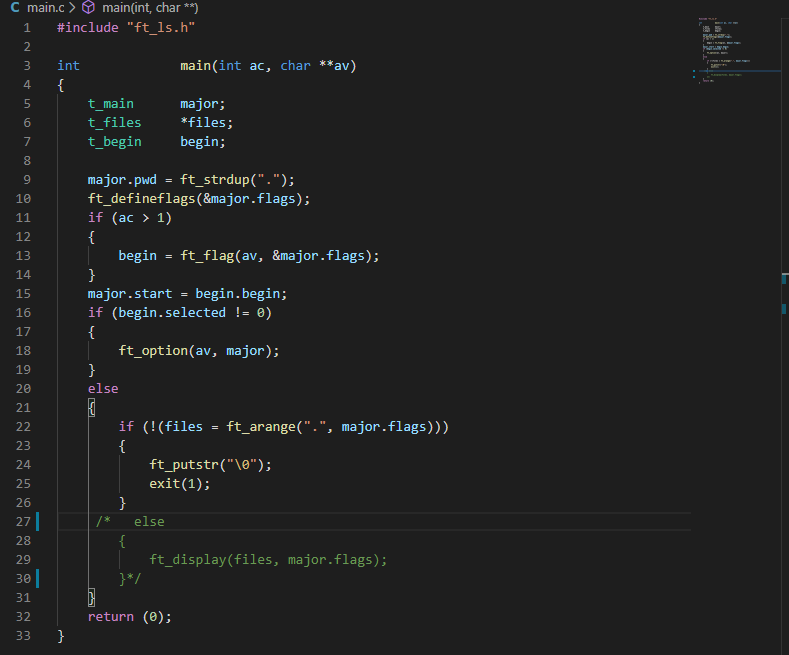 C main.c > main(int, char **)
1 #include "ft_ls.h"
2
3 int main(int ac, char **av)
4 {
5 t_main major;
6 t_files *files;
7 t_begin begin;
8
9 major.pwd = ft_strdup(".");
10 ft_defineflags(&major.flags);
11 if (ac > 1)
12 {
13 begin = ft_flag(av, &major.flags);
14 }
15 major.start = begin.begin;
16 if (begin.selected != 0)
17 {
18 ft_option(av, major);
19 }
20 else
21 {
22 if (!(files = ft_arange(".", major.flags)))
23 {
24 ft_putstr("\0");
25 exit(1);
26 }
27 /* else
28 {
29 ft_display(files, major.flags);
30 }*/
31 }
32 return (0);
33 }